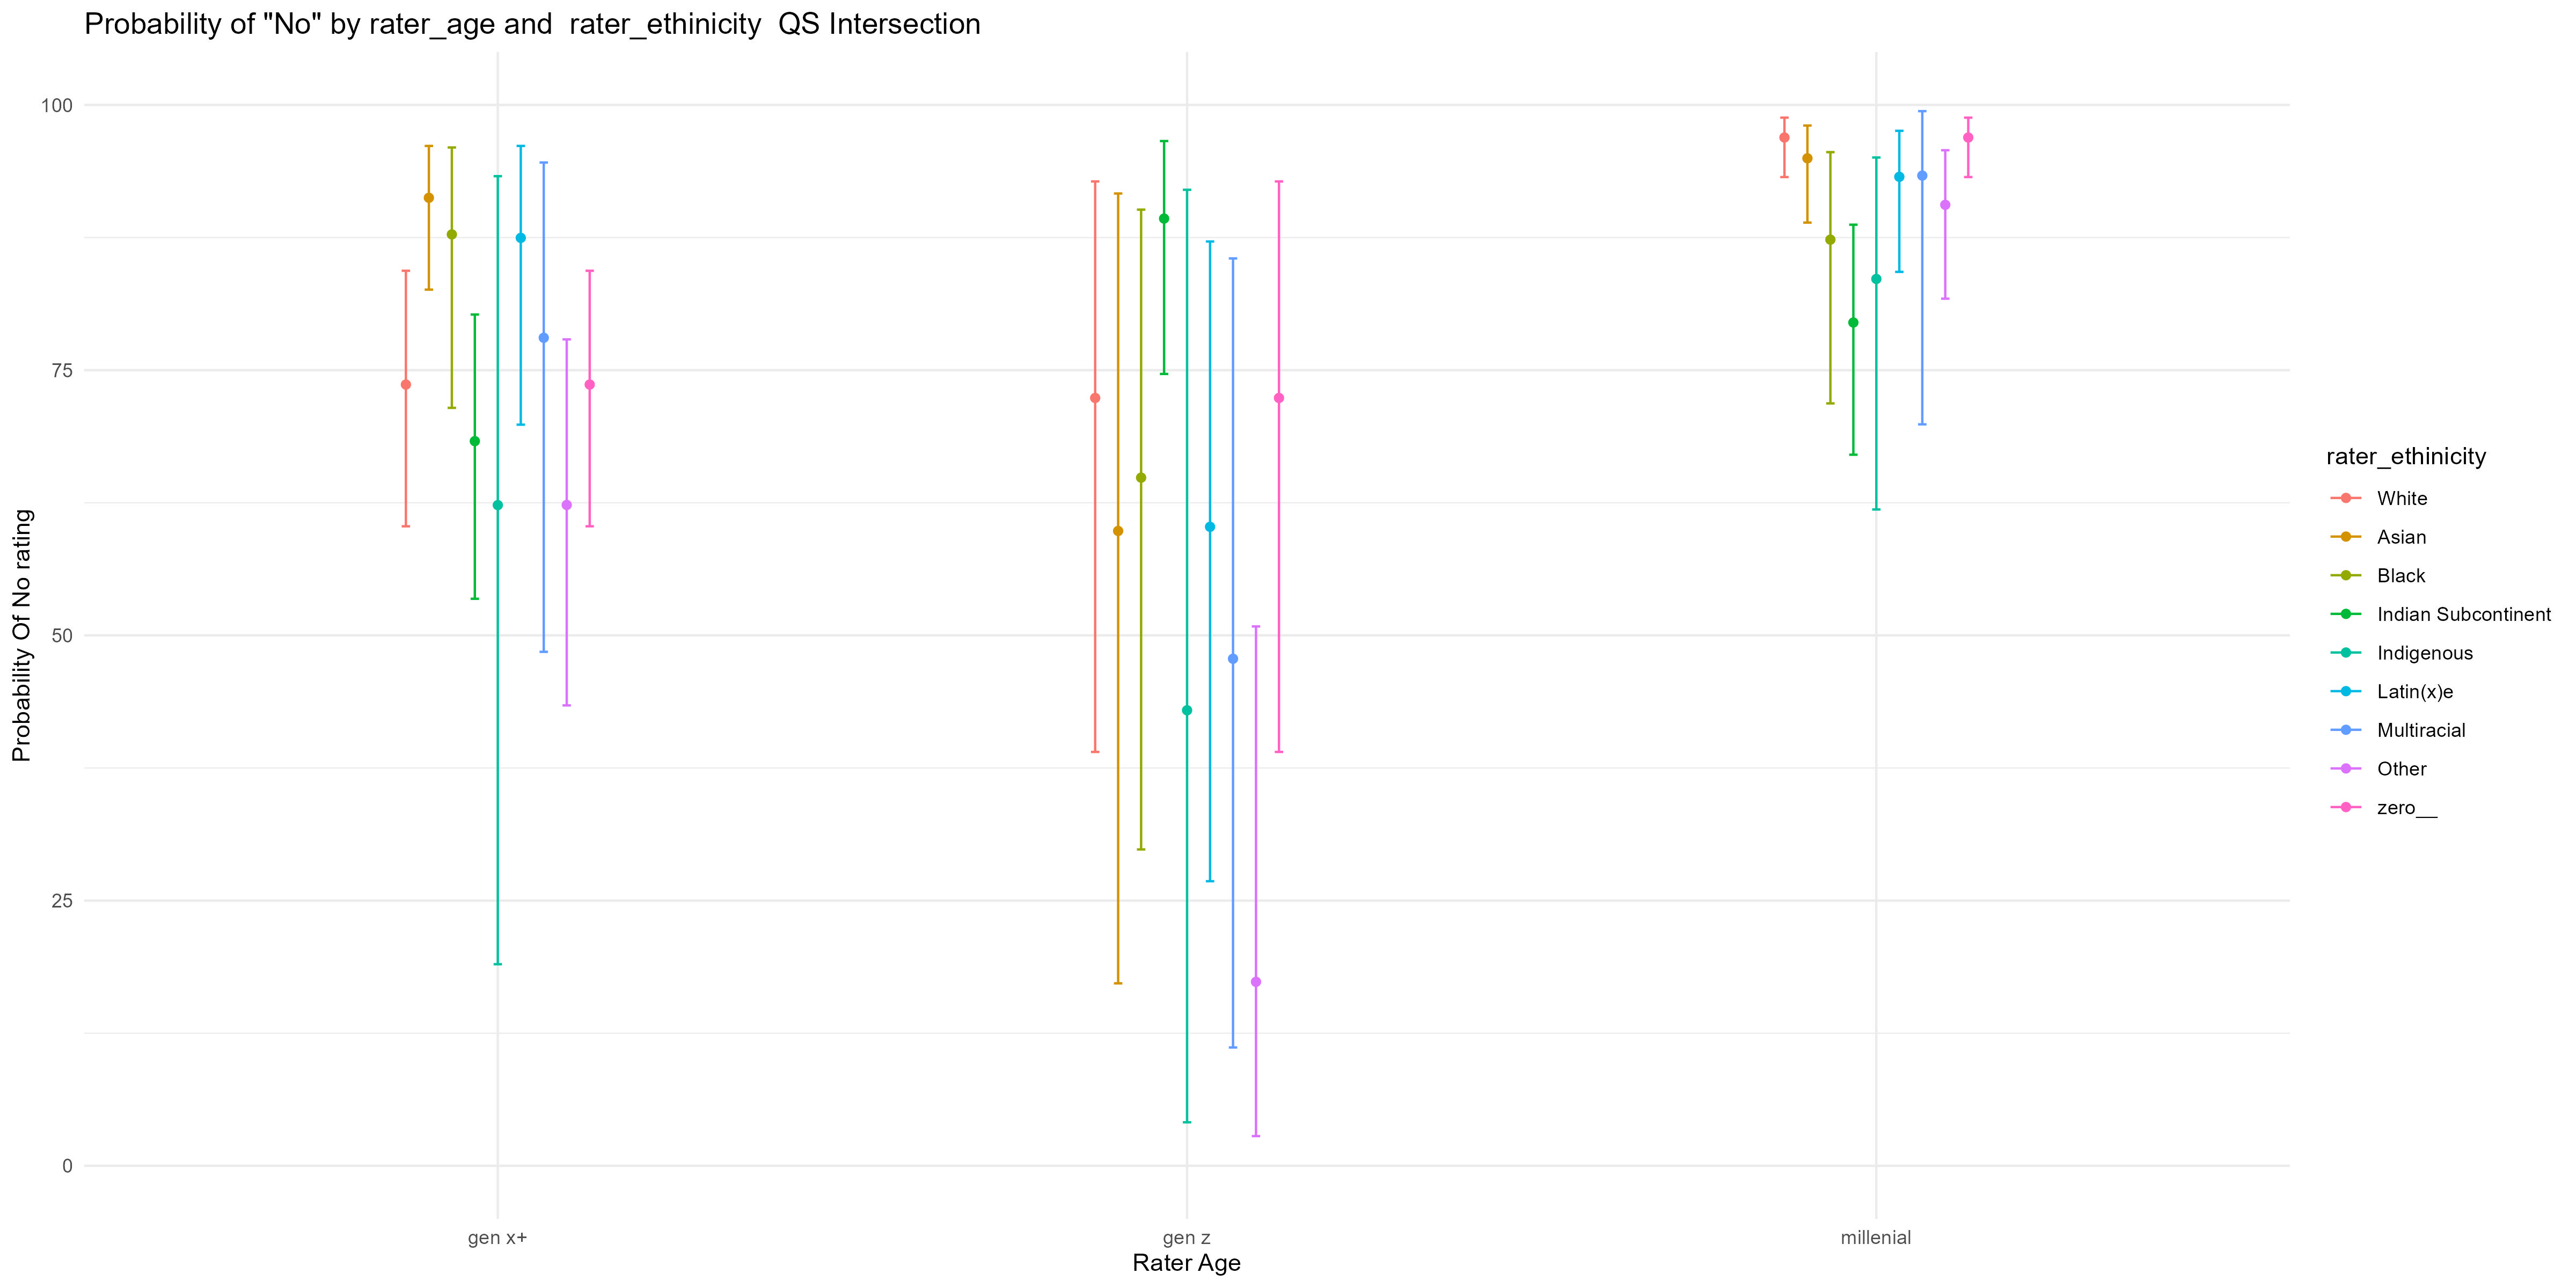 Probability of "No" by rater_age and  rater_ethinicity  QS Intersection
Probability Of No rating
100
75
50
25
0
gen x+
gen z
millenial
Rater Age
rater_ethinicity
White
Asian
Black
Indian Subcontinent
Indigenous
Latin(x)e
Multiracial
Other
zero__